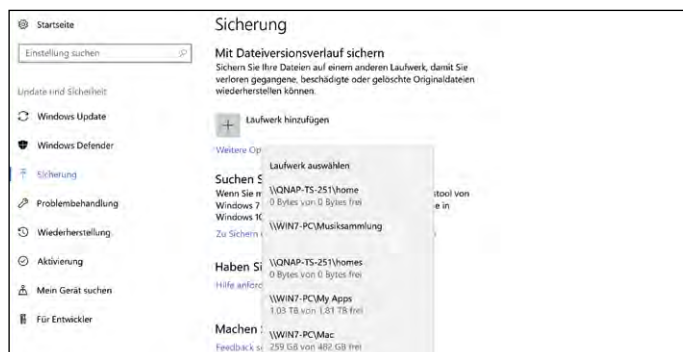 Startseite
Einstellung suchen
Update und Sicherheit
Windows Update
Windows Defender
Sicherung
Problembehandlung
Wiederherstellung
Aktivierung
Mein Gerät suchen
Für Entwickler
Sicherung
Mit Dateiversionsverlauf sichern
Sichern Sie Ihre Dateien auf einem anderen Laufwerk, damit Sie
verloren gegangene, beschädigte oder gelöschte Originaldateien
wiederherstellen können.
Laufwerk hinzufügen
Weitere Op
Suchen S
Wenn Sie m
Windows 7
Windows 10
Zu Sichern
Haben Si
Hilfe anford
Machen
Feedback s
Laufwerk auswählen
\\QNAP-TS-251\home
0 Bytes von 0 Bytes frei
\\WIN7-PC\Musiksammlung
\\QNAP-TS-251\homes
0 Bytes von 0 Bytes frei
\\WIN7-PC\My Apps
1,03 TB von 1,81 TB frei
\\WIN7-PC\Mac
259 GB von 482 GB frei
stool von
e in